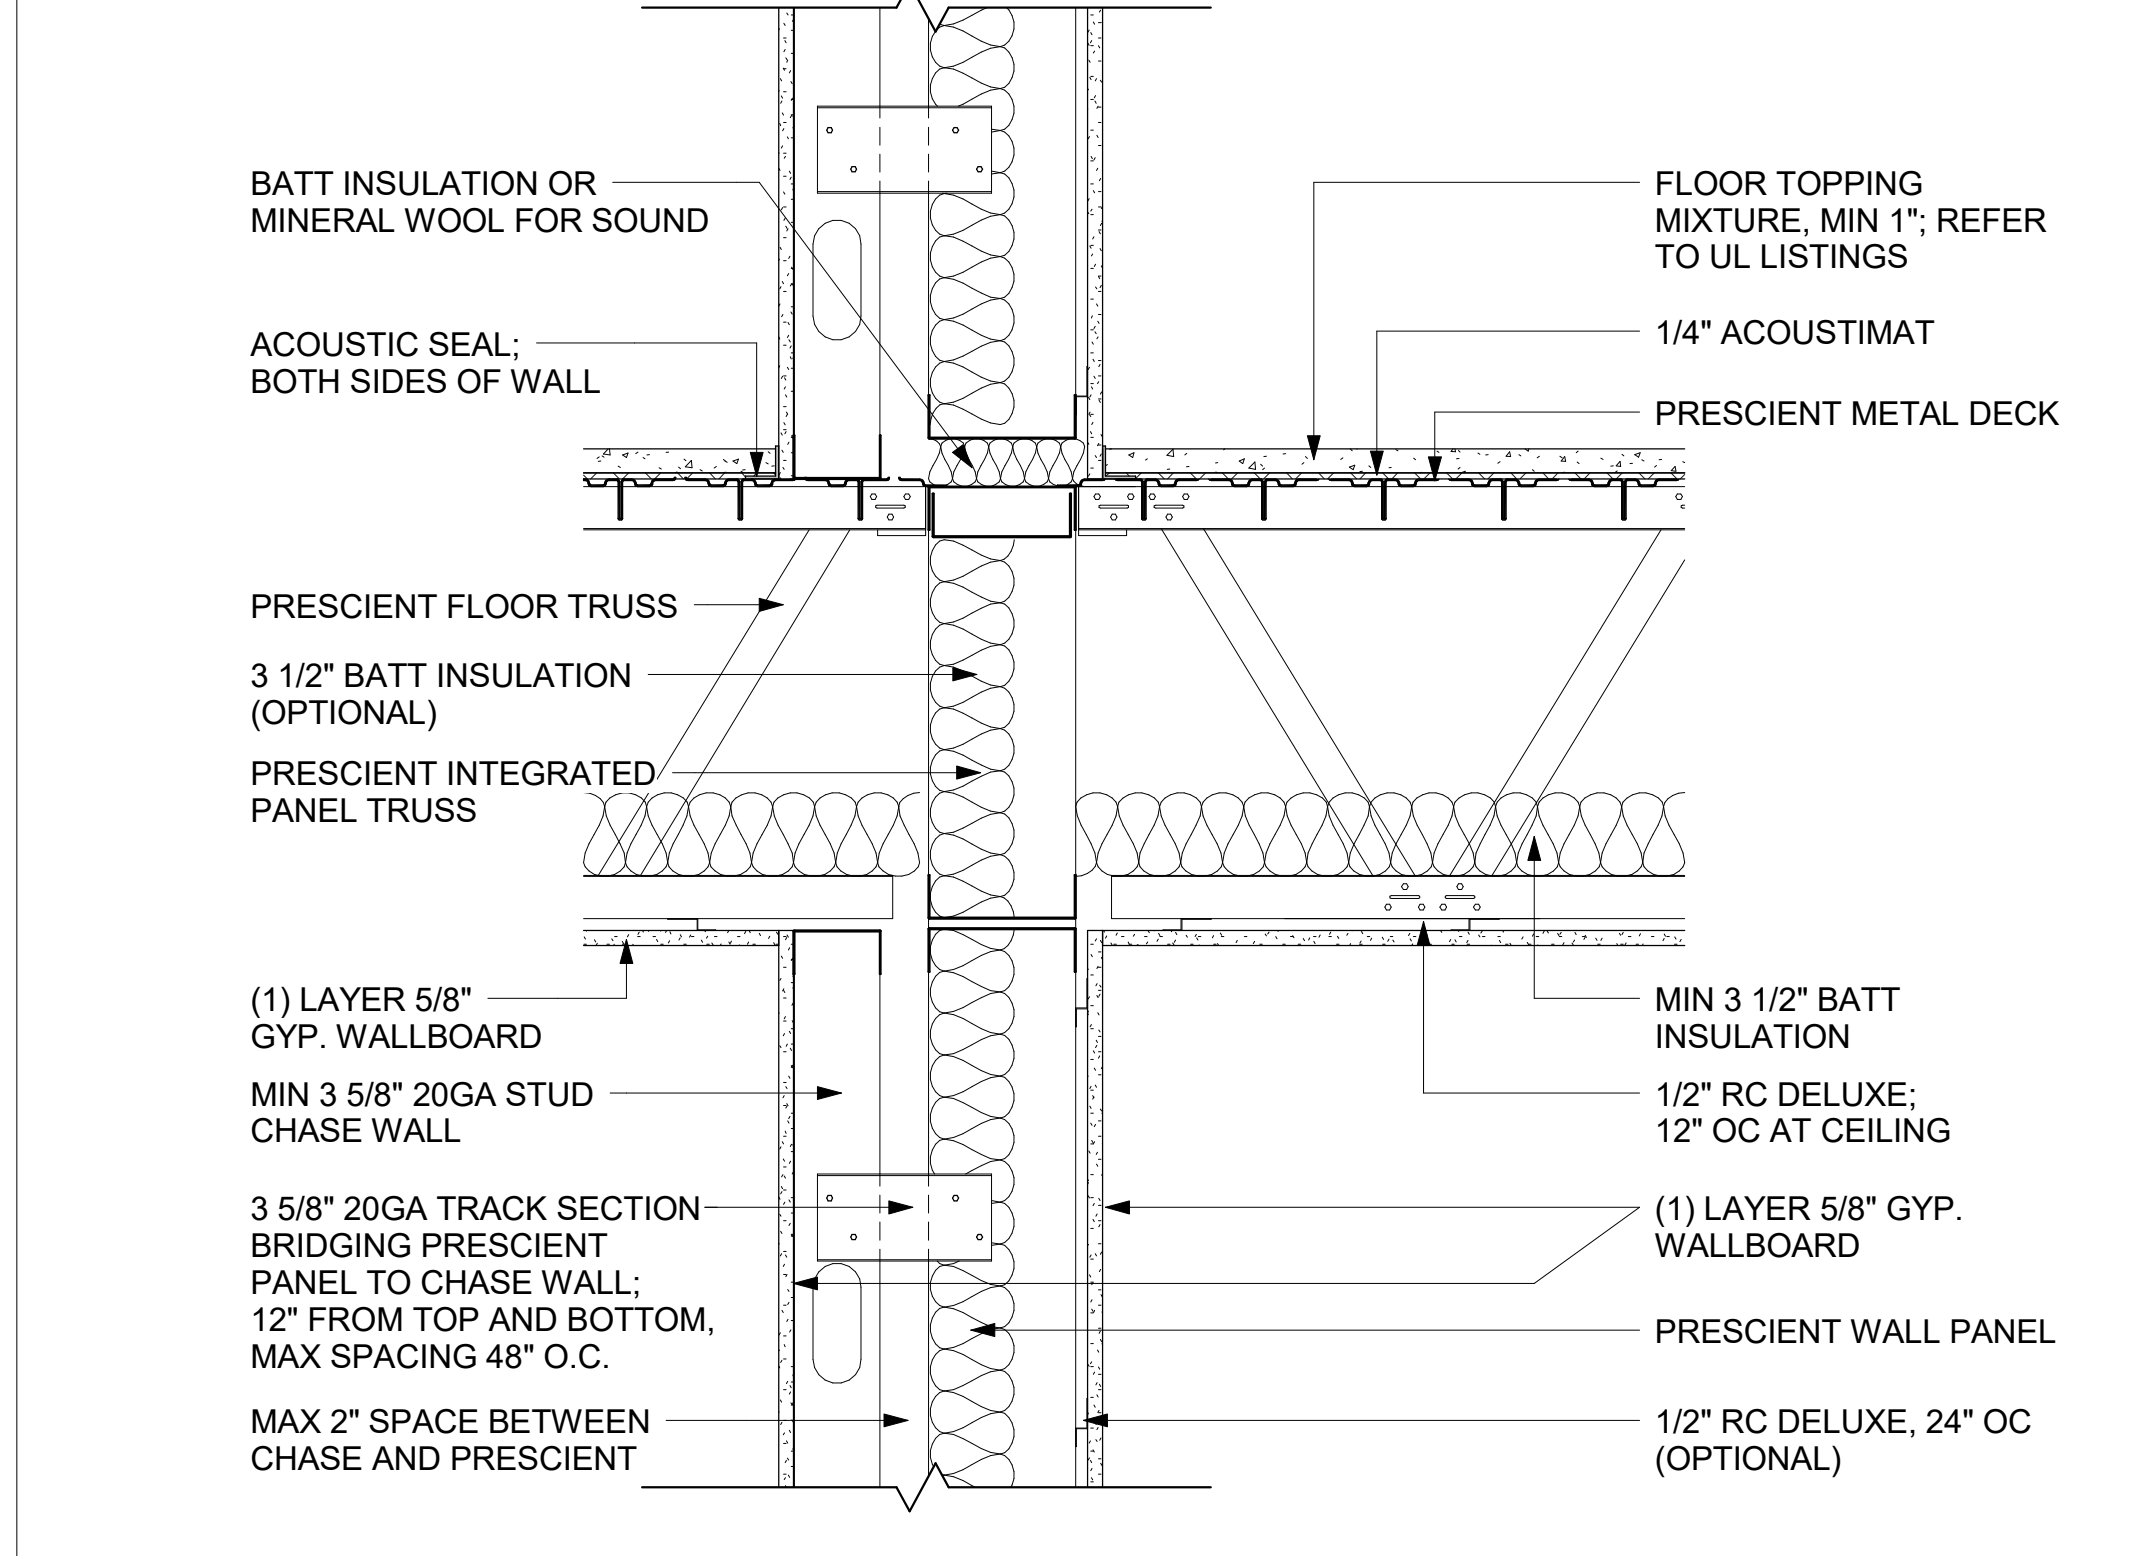 BATT INSULATION OR
MINERAL WOOL FOR SOUND
ACOUSTIC SEAL;
BOTH SIDES OF WALL
PRESCIENT FLOOR TRUSS
3 1/2" BATT INSULATION
(OPTIONAL)
PRESCIENT INTEGRATED
PANEL TRUSS
(1) LAYER 5/8"
GYP. WALLBOARD
MIN 3 5/8" 20GA STUD
CHASE WALL
3 5/8" 20GA TRACK SECTION
BRIDGING PRESCIENT
PANEL TO CHASE WALL;
12" FROM TOP AND BOTTOM,
MAX SPACING 48" O.C.
MAX 2" SPACE BETWEEN
CHASE AND PRESCIENT
FLOOR TOPPING
MIXTURE, MIN 1"; REFER
TO UL LISTINGS
1/4" ACOUSTIMAT
PRESCIENT METAL DECK
MIN 3 1/2" BATT
INSULATION
1/2" RC DELUXE;
12" OC AT CEILING
(1) LAYER 5/8" GYP.
WALLBOARD
PRESCIENT WALL PANEL
1/2" RC DELUXE, 24" OC
(OPTIONAL)